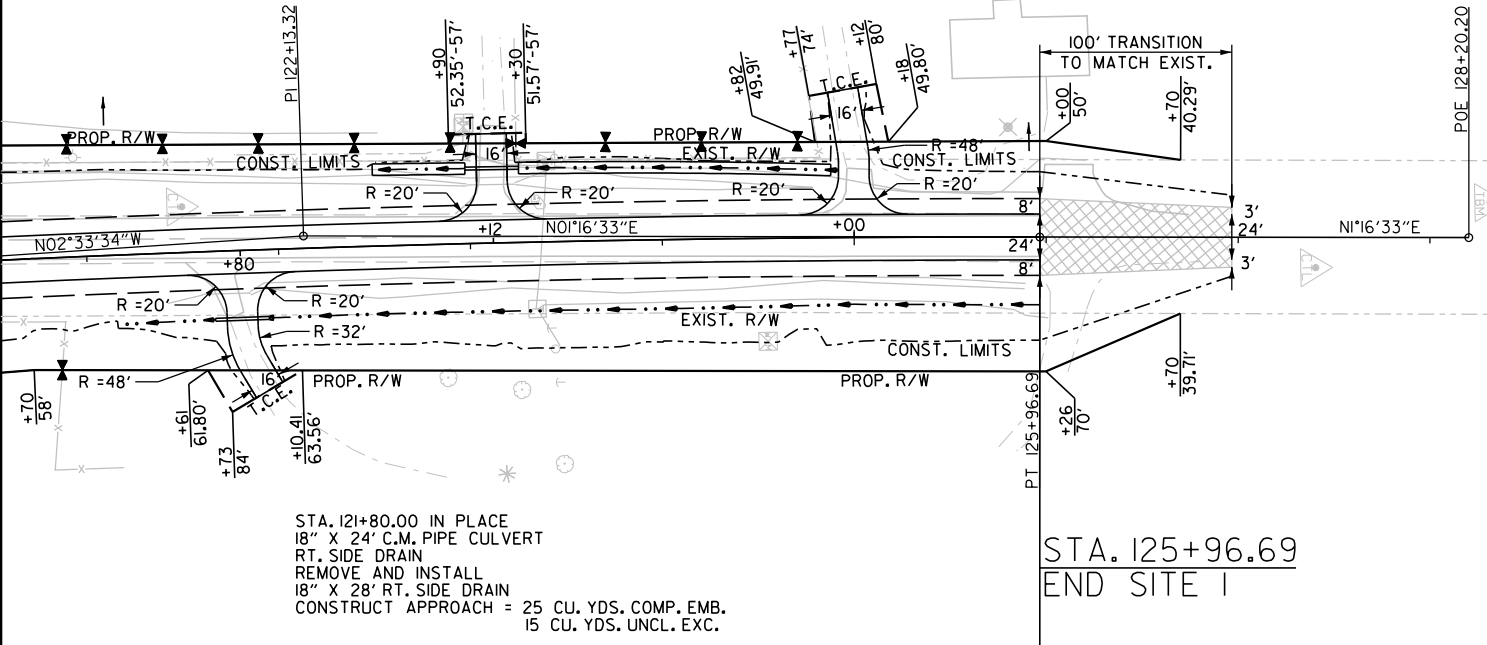 PI 122+13.32
+90
52.35'-57'
+30
51.57'-57'
+82
49.91'
+77
74'
+12
80'
+18
49.80'
100' TRANSITION
TO MATCH EXIST.
+00
50'
+70
40.29'
POE 128+20.20
PROP. R/W
T.C.E.
16'
PROP. R/W
EXIST. R/W
T.C.E.
16'
R =48'
CONST. LIMITS
CONST. LIMITS
R =20'
R =20'
R =20'
R =20'
TBM
8'
3'
N02°33'34"W
+12
N01°16'33"E
+00
24'
24'
N1°16'33"E
+80
8'
3'
CTL
R =20'
R =20'
R =32'
EXIST. R/W
CONST. LIMITS
R =48'
16'
T.C.E.
PROP. R/W
PROP. R/W
+70
58'
+61
61.80'
+73
84'
+10.41
63.56'
PT 125+96.69
+26
70'
+70
39.71'
STA. 121+80.00 IN PLACE
18" X 24' C.M. PIPE CULVERT
RT. SIDE DRAIN
REMOVE AND INSTALL
18" X 28' RT. SIDE DRAIN
CONSTRUCT APPROACH = 25 CU. YDS. COMP. EMB.
15 CU. YDS. UNCL. EXC.
STA. 125+96.69
END SITE 1